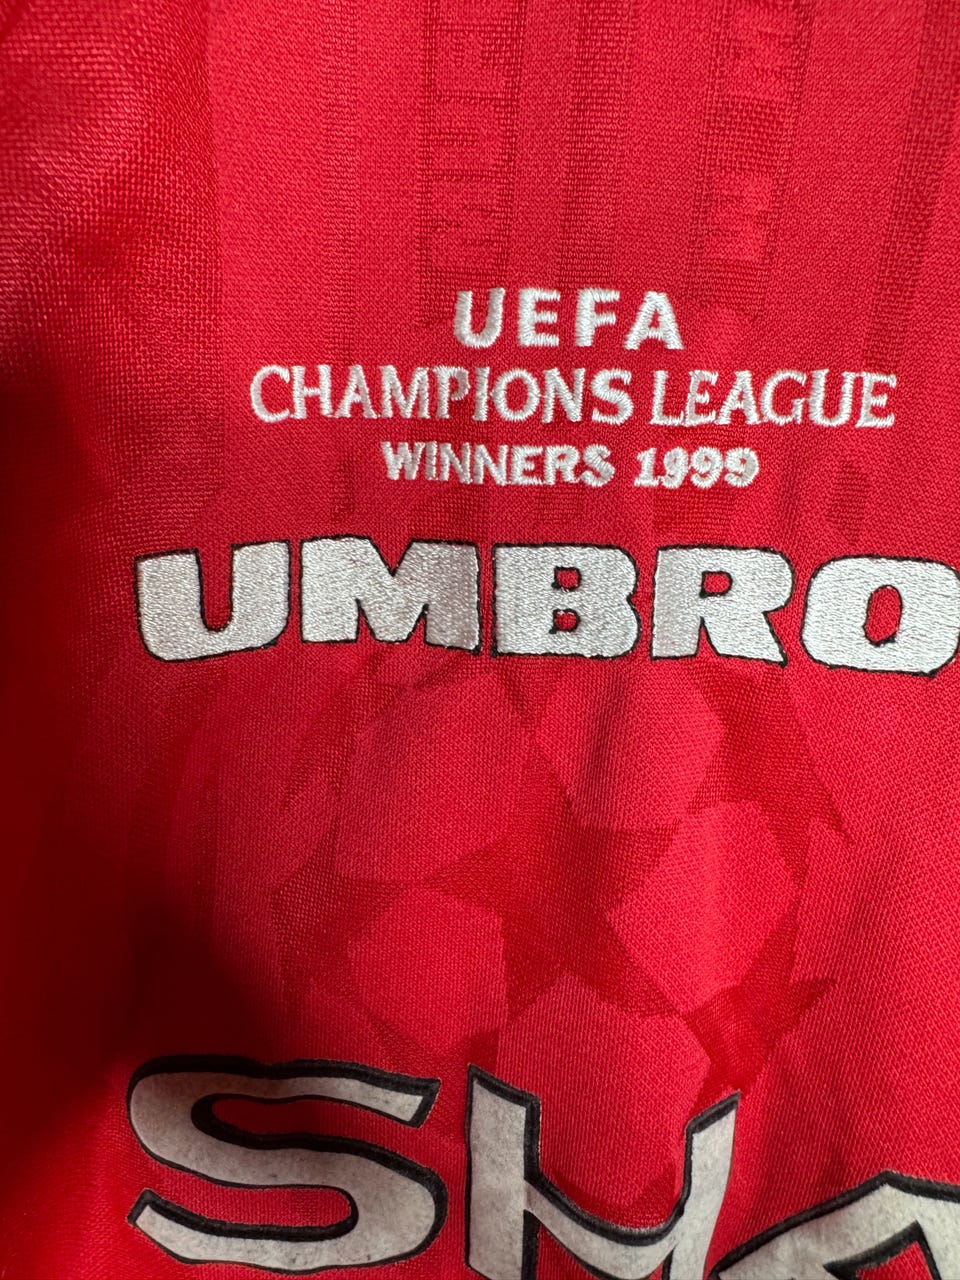 UEFA
CHAMPIONS LEAGUE
WINNERS 1999
UMBRO